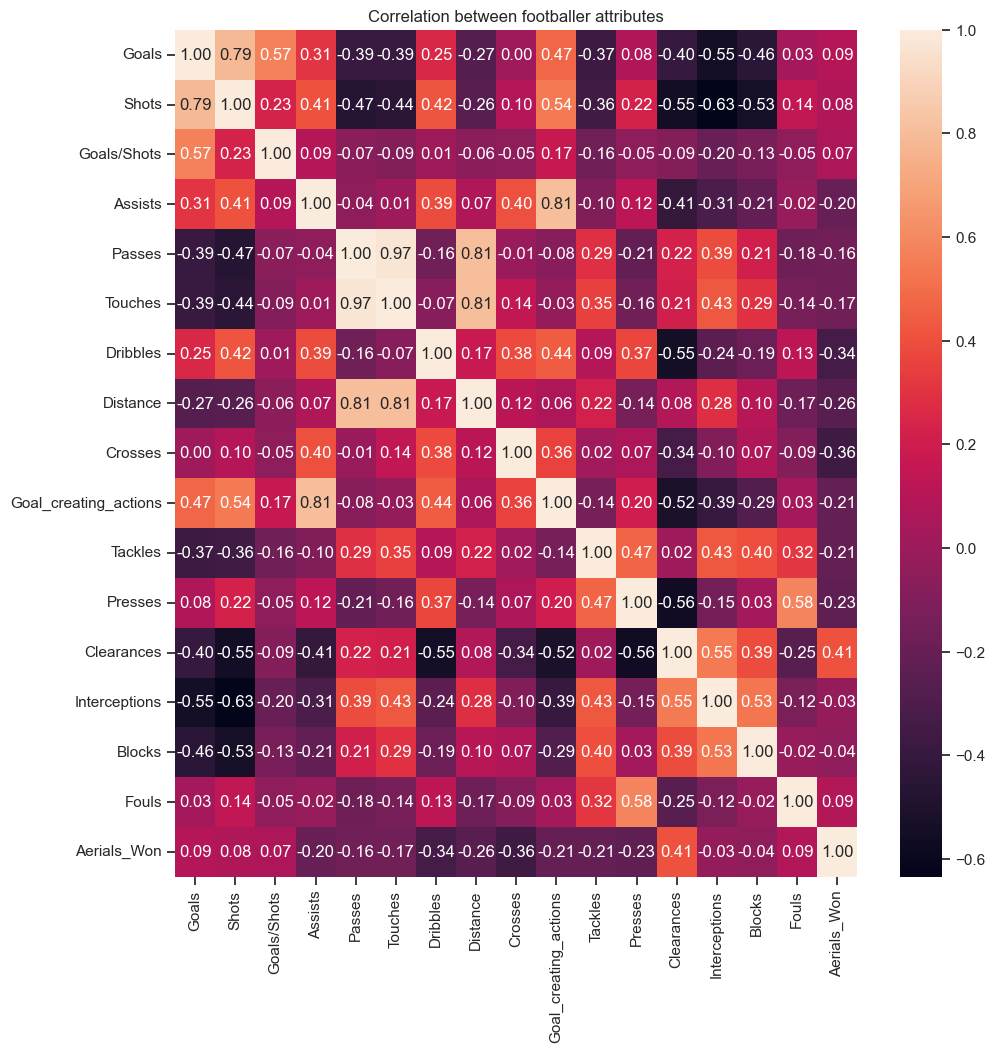 Correlation between footballer attributes
Goals 1.00 0.79 0.57 0.31 -0.39 -0.39 0.25 -0.27 0.00 0.47 -0.37 0.08 -0.40 -0.55 -0.46 0.03 0.09
Shots 0.79 1.00 0.23 0.41 -0.47 -0.44 0.42 -0.26 0.10 0.54 -0.36 0.22 -0.55 -0.63 -0.53 0.14 0.08
Goals/Shots 0.57 0.23 1.00 0.09 -0.07 -0.09 0.01 -0.06 -0.05 0.17 -0.16 -0.05 -0.09 -0.20 -0.13 -0.05 0.07
Assists 0.31 0.41 0.09 1.00 -0.04 0.01 0.39 0.07 0.40 0.81 -0.10 0.12 -0.41 -0.31 -0.21 -0.02 -0.20
Passes -0.39 -0.47 -0.07 -0.04 1.00 0.97 -0.16 0.81 -0.01 -0.08 0.29 -0.21 0.22 0.39 0.21 -0.18 -0.16
Touches -0.39 -0.44 -0.09 0.01 0.97 1.00 -0.07 0.81 0.14 -0.03 0.35 -0.16 0.21 0.43 0.29 -0.14 -0.17
Dribbles 0.25 0.42 0.01 0.39 -0.16 -0.07 1.00 0.17 0.38 0.44 0.09 0.37 -0.55 -0.24 -0.19 0.13 -0.34
Distance -0.27 -0.26 -0.06 0.07 0.81 0.81 0.17 1.00 0.12 0.06 0.22 -0.14 0.08 0.28 0.10 -0.17 -0.26
Crosses 0.00 0.10 -0.05 0.40 -0.01 0.14 0.38 0.12 1.00 0.36 0.02 0.07 -0.34 -0.10 0.07 -0.09 -0.36
Goal_creating_actions 0.47 0.54 0.17 0.81 -0.08 -0.03 0.44 0.06 0.36 1.00 -0.14 0.20 -0.52 -0.39 -0.29 0.03 -0.21
Tackles -0.37 -0.36 -0.16 -0.10 0.29 0.35 0.09 0.22 0.02 -0.14 1.00 0.47 0.02 0.43 0.40 0.32 -0.21
Presses 0.08 0.22 -0.05 0.12 -0.21 -0.16 0.37 -0.14 0.07 0.20 0.47 1.00 -0.56 -0.15 0.03 0.58 -0.23
Clearances -0.40 -0.55 -0.09 -0.41 0.22 0.21 -0.55 0.08 -0.34 -0.52 0.02 -0.56 1.00 0.55 0.39 -0.25 0.41
Interceptions -0.55 -0.63 -0.20 -0.31 0.39 0.43 -0.24 0.28 -0.10 -0.39 0.43 -0.15 0.55 1.00 0.53 -0.12 -0.03
Blocks -0.46 -0.53 -0.13 -0.21 0.21 0.29 -0.19 0.10 0.07 -0.29 0.40 0.03 0.39 0.53 1.00 -0.02 -0.04
Fouls 0.03 0.14 -0.05 -0.02 -0.18 -0.14 0.13 -0.17 -0.09 0.03 0.32 0.58 -0.25 -0.12 -0.02 1.00 0.09
Aerials_Won 0.09 0.08 0.07 -0.20 -0.16 -0.17 -0.34 -0.26 -0.36 -0.21 -0.21 -0.23 0.41 -0.03 -0.04 0.09 1.00
Goals
Shots
Goals/Shots
Assists
Passes
Touches
Dribbles
Distance
Crosses
Goal_creating_actions
Tackles
Presses
Clearances
Interceptions
Blocks
Fouls
Aerials_Won
1.0
0.8
0.6
0.4
0.2
0.0
−0.2
−0.4
−0.6